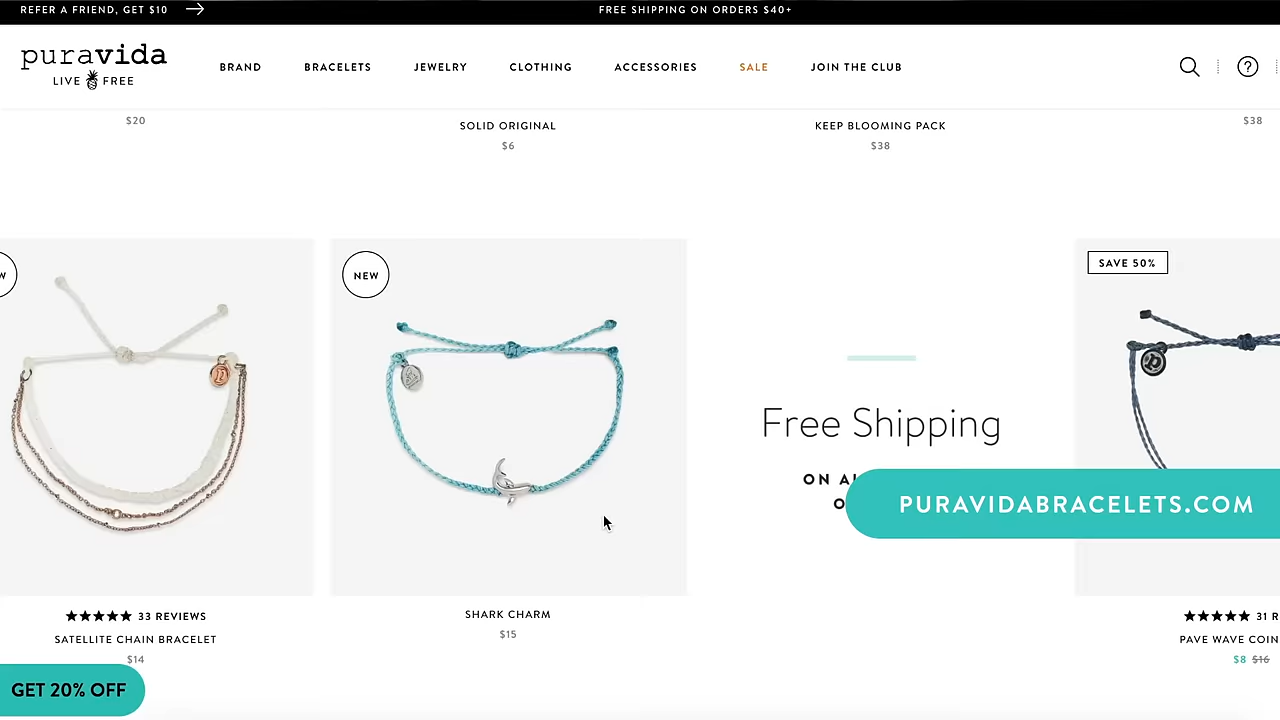 REFER A FRIEND, GET $10
FREE SHIPPING ON ORDERS $40+
puravida
LIVE FREE
BRAND
BRACELETS
JEWELRY
CLOTHING
ACCESSORIES
SALE
JOIN THE CLUB
$20
SOLID ORIGINAL
$6
KEEP BLOOMING PACK
$38
$38
NEW
SAVE 50%
Free Shipping
ON
PURAVIDABRACELETS.COM
33 REVIEWS
SATELLITE CHAIN BRACELET
$14
SHARK CHARM
$15
31
PAVE WAVE COIN
$8 $16
GET 20% OFF